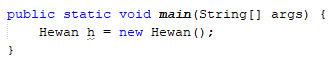 public static void main(String[] args) {
    Hewan h = new Hewan();
}